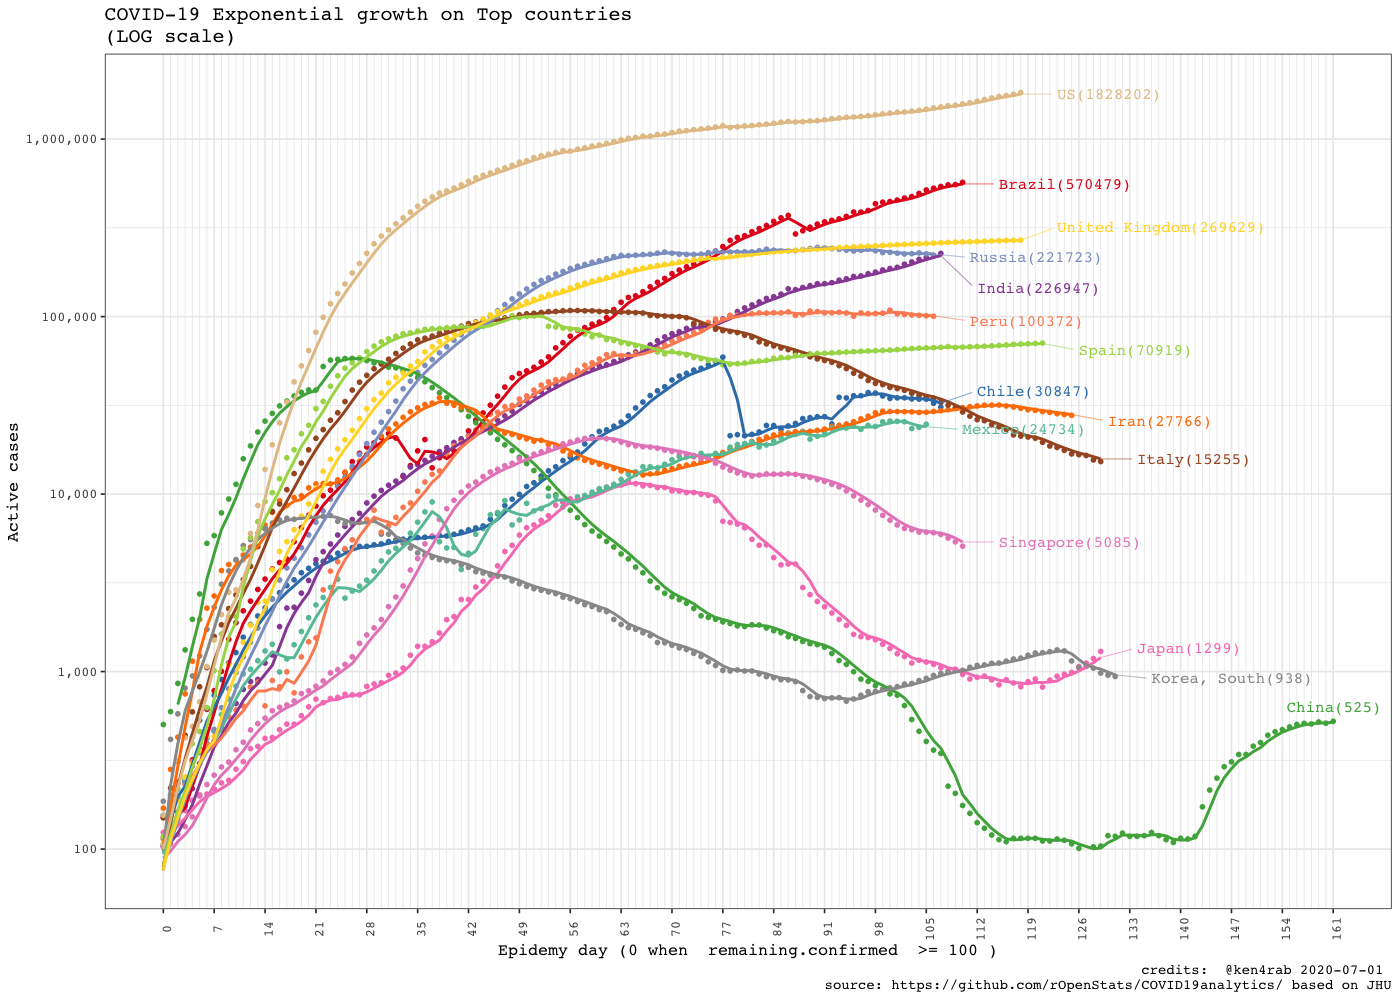 COVID-19 Exponential growth on Top countries
(LOG scale)
Active cases
1,000,000
100,000
10,000
1,000
100
US(1828202)
Brazil(570479)
United Kingdom(269629)
Russia(221723)
India(226947)
Peru(100372)
Spain(70919)
Chile(30847)
Iran(27766)
Mexico(24734)
Italy(15255)
Singapore(5085)
Japan(1299)
Korea, South(938)
China(525)
0 7 14 21 28 35 42 49 56 63 70 77 84 91 98 105 112 119 126 133 140 147 154 161
Epidemy day (0 when  remaining.confirmed  >= 100 )
credits:  @ken4rab 2020-07-01
source: https://github.com/rOpenStats/COVID19analytics/ based on JHU